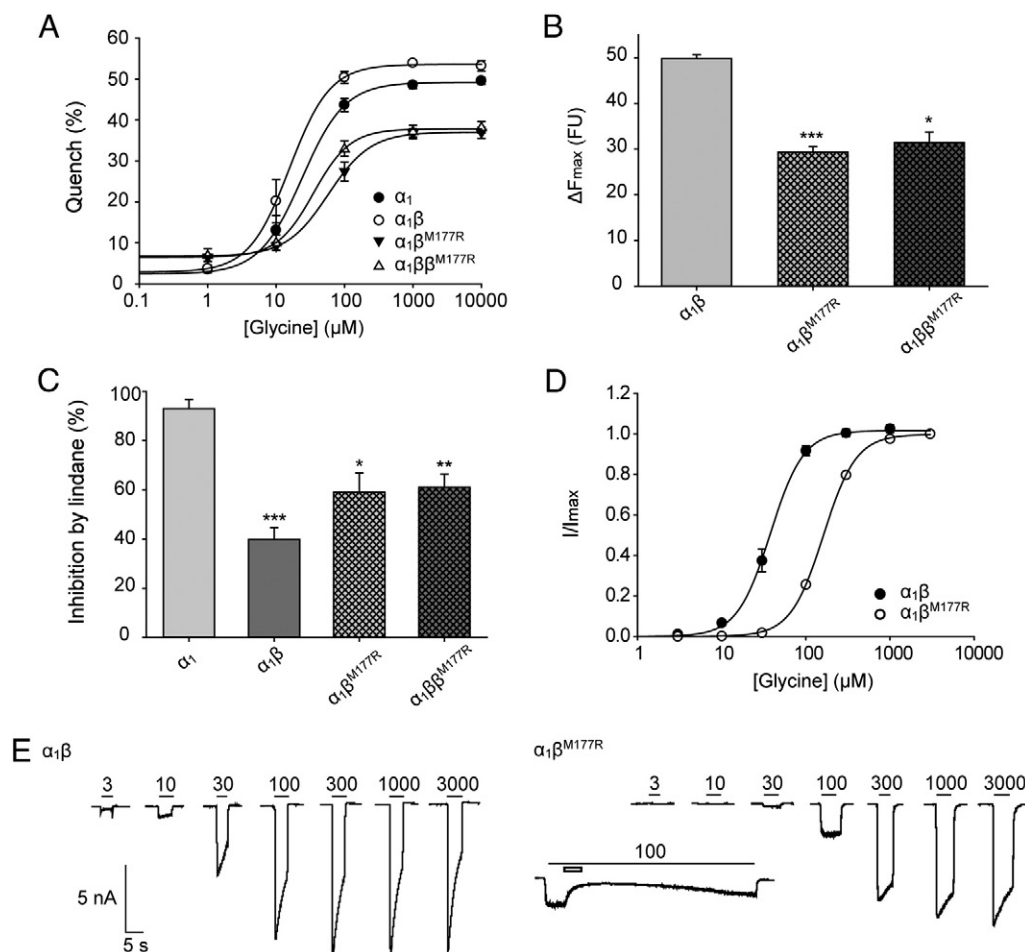 A
60
50
40
30
20
10
0
Quench (%)
0.1 1 10 100 1000 10000
[Glycine] (µM)
α₁
α₁β
α₁βᴹ¹⁷⁷ᴿ
α₁ββᴹ¹⁷⁷ᴿ
B
50
40
30
20
10
0
ΔFmax (FU)
***
*
α₁β
α₁βᴹ¹⁷⁷ᴿ
α₁ββᴹ¹⁷⁷ᴿ
C
100
80
60
40
20
0
Inhibition by lindane (%)
***
*
**
α₁
α₁β
α₁βᴹ¹⁷⁷ᴿ
α₁ββᴹ¹⁷⁷ᴿ
D
1.2
1.0
0.8
0.6
0.4
0.2
0.0
I/Imax
1 10 100 1000 10000
[Glycine] (µM)
α₁β
α₁βᴹ¹⁷⁷ᴿ
E
α₁β
3 10 30 100 300 1000 3000
5 nA
5 s
α₁βᴹ¹⁷⁷ᴿ
3 10 30 100 300 1000 3000
100